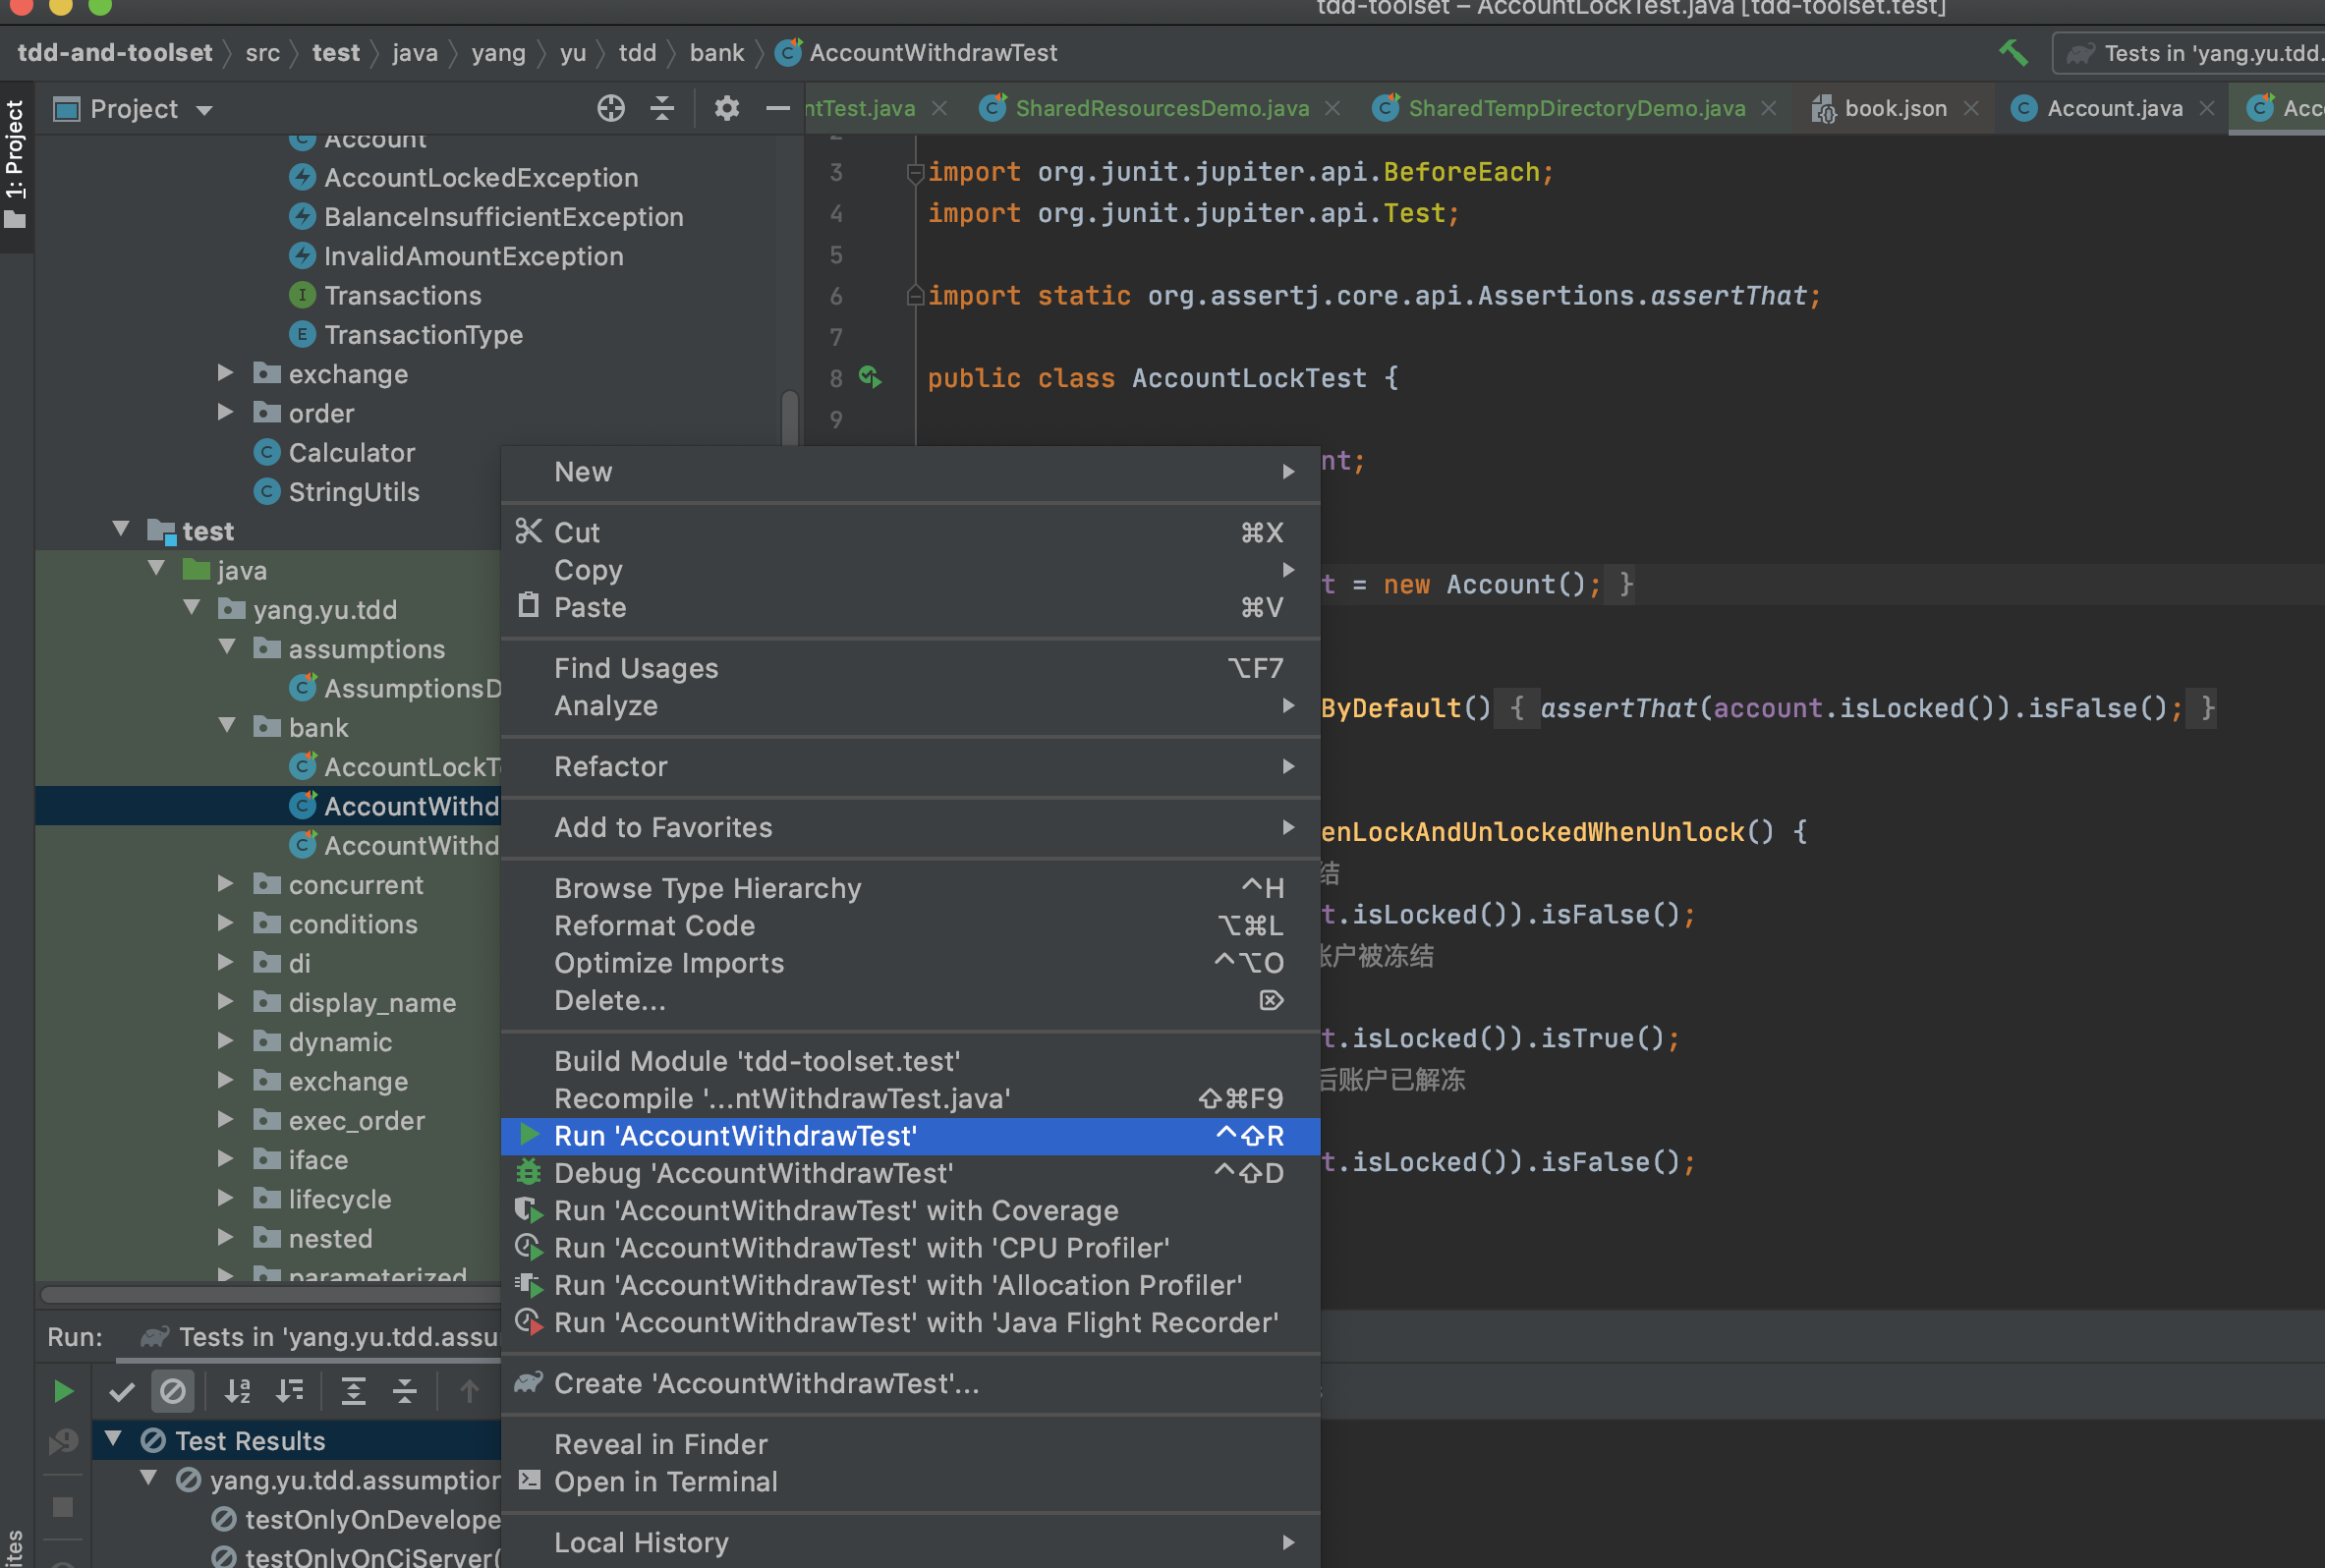 tdd-toolset – AccountLockTest.java [tdd-toolset.test]
tdd-and-toolset src test java yang yu tdd bank AccountWithdrawTest
Tests in 'yang.yu.tdd.
1: Project
Project
ntTest.java SharedResourcesDemo.java SharedTempDirectoryDemo.java book.json Account.java Acc
Account
AccountLockedException
BalanceInsufficientException
InvalidAmountException
Transactions
TransactionType
exchange
order
Calculator
StringUtils
test
java
yang.yu.tdd
assumptions
AssumptionsD
bank
AccountLockT
AccountWithd
AccountWithd
concurrent
conditions
di
display_name
dynamic
exchange
exec_order
iface
lifecycle
nested
parameterized
2
3 import org.junit.jupiter.api.BeforeEach;
4 import org.junit.jupiter.api.Test;
5
6 import static org.assertj.core.api.Assertions.assertThat;
7
8 public class AccountLockTest {
9
nt;
t = new Account(); }
ByDefault() { assertThat(account.isLocked()).isFalse(); }
enLockAndUnlockedWhenUnlock() {
结
t.isLocked()).isFalse();
账户被冻结
t.isLocked()).isTrue();
后账户已解冻
t.isLocked()).isFalse();
New
Cut ⌘X
Copy
Paste ⌘V
Find Usages ⌥F7
Analyze
Refactor
Add to Favorites
Browse Type Hierarchy ^H
Reformat Code ⌥⌘L
Optimize Imports ^⌥O
Delete... ⌦
Build Module 'tdd-toolset.test'
Recompile '...ntWithdrawTest.java' ⇧⌘F9
Run 'AccountWithdrawTest' ^⇧R
Debug 'AccountWithdrawTest' ^⇧D
Run 'AccountWithdrawTest' with Coverage
Run 'AccountWithdrawTest' with 'CPU Profiler'
Run 'AccountWithdrawTest' with 'Allocation Profiler'
Run 'AccountWithdrawTest' with 'Java Flight Recorder'
Create 'AccountWithdrawTest'...
Reveal in Finder
Open in Terminal
Local History
Run: Tests in 'yang.yu.tdd.assu
Test Results
yang.yu.tdd.assumption
testOnlyOnDevelope
testOnlyOnCiServer(
ites